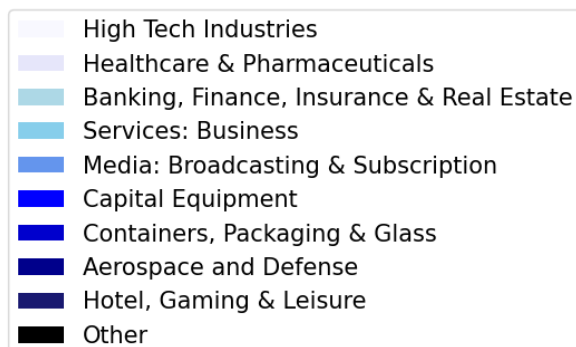 High Tech Industries
Healthcare & Pharmaceuticals
Banking, Finance, Insurance & Real Estate
Services: Business
Media: Broadcasting & Subscription
Capital Equipment
Containers, Packaging & Glass
Aerospace and Defense
Hotel, Gaming & Leisure
Other